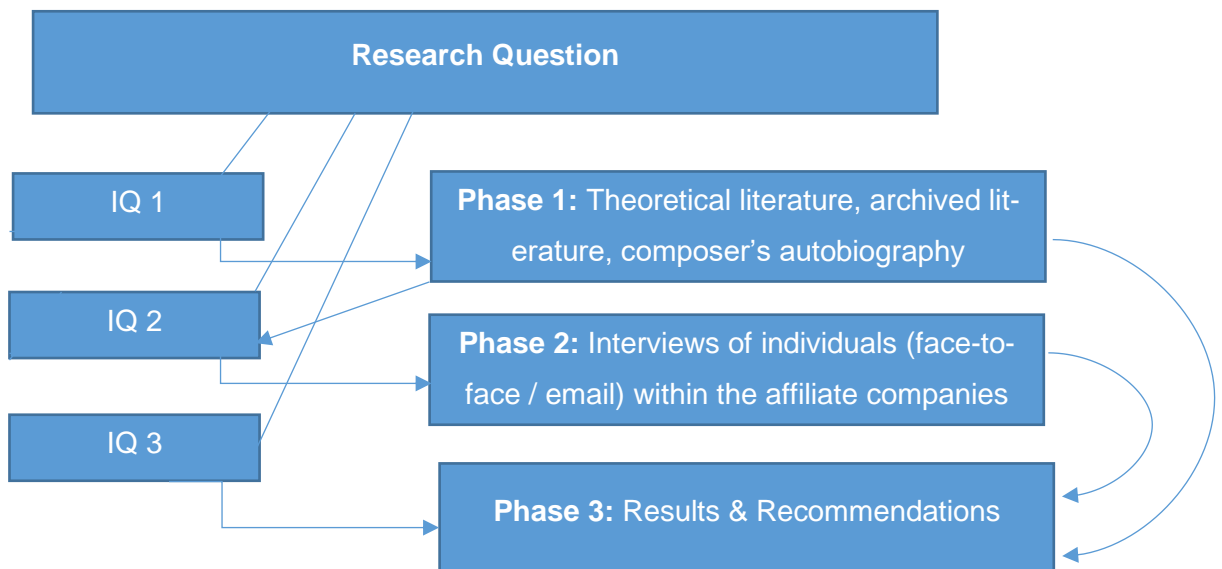 Research Question
IQ 1
Phase 1: Theoretical literature, archived lit-
erature, composer’s autobiography
IQ 2
Phase 2: Interviews of individuals (face-to-
face / email) within the affiliate companies
IQ 3
Phase 3: Results & Recommendations